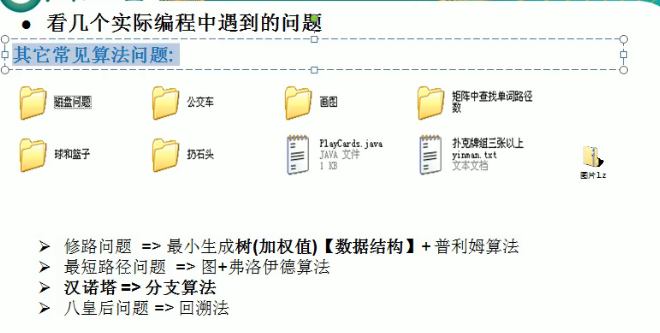 看几个实际编程中遇到的问题
其它常见算法问题:
磁盘问题
公交车
画图
矩阵中查找单词路径
数
球和篮子
扔石头
PlayCards.java
JAVA 文件
1 KB
扑克牌组三张以上
yinman.txt
文本文档
图片1z
修路问题 => 最小生成树(加权值)【数据结构】+ 普利姆算法
最短路径问题 => 图+弗洛伊德算法
汉诺塔 => 分支算法
八皇后问题 => 回溯法